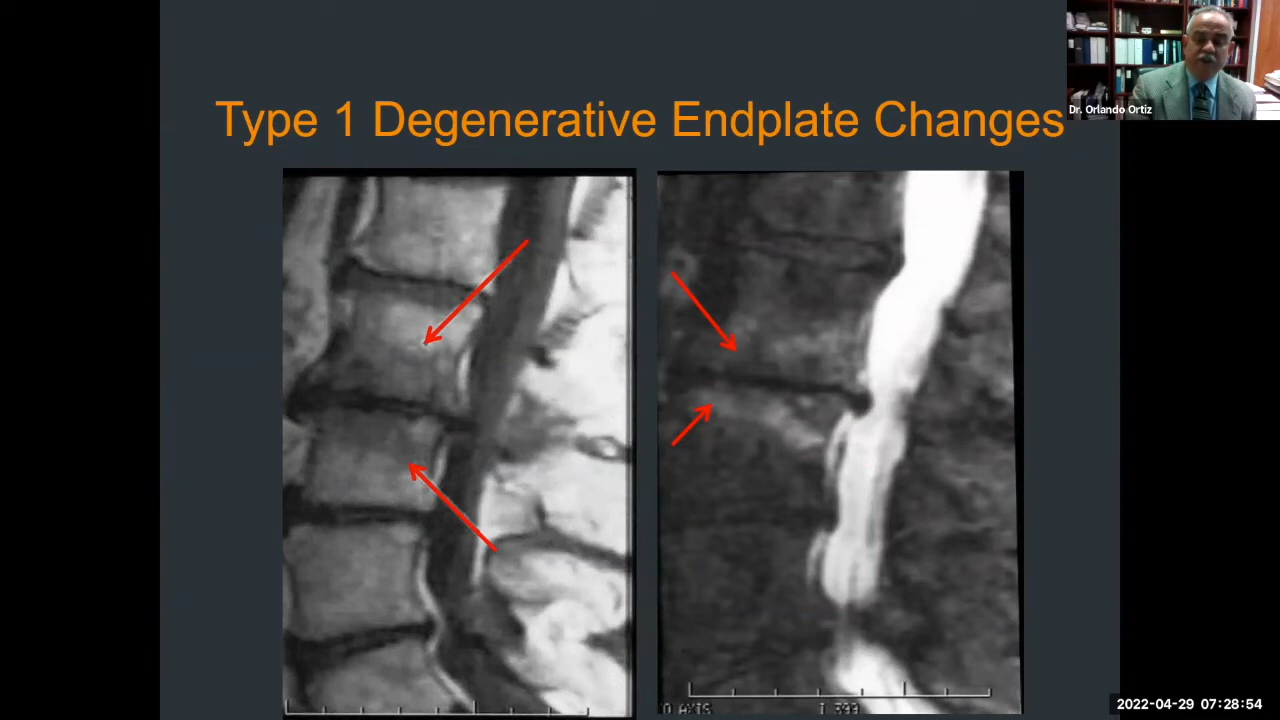 Dr. Orlando Ortiz
Type 1 Degenerative Endplate Changes
2022-04-29 07:28:54